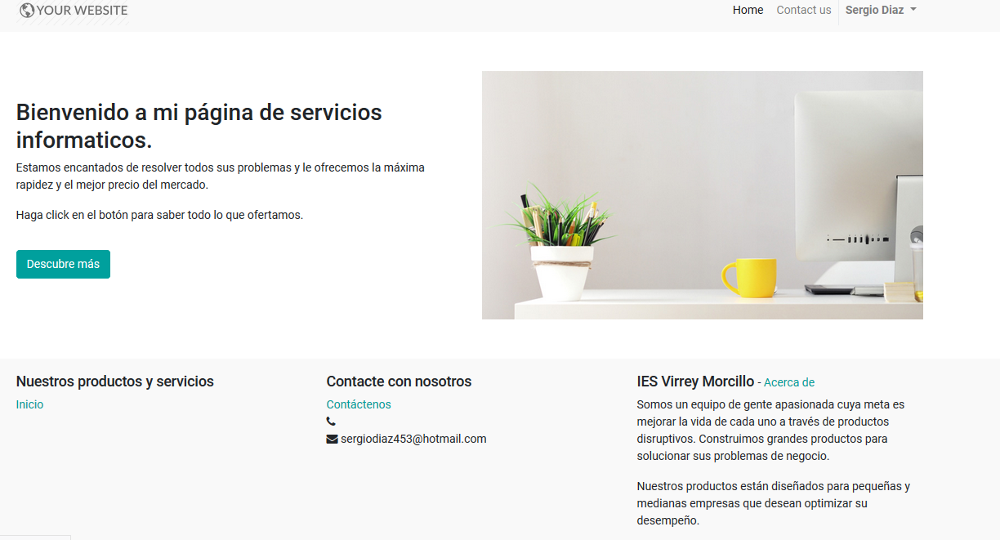 YOUR WEBSITE
Home Contact us Sergio Diaz
Bienvenido a mi página de servicios
informaticos.
Estamos encantados de resolver todos sus problemas y le ofrecemos la máxima
rapidez y el mejor precio del mercado.
Haga click en el botón para saber todo lo que ofertamos.
Descubre más
Nuestros productos y servicios
Inicio
Contacte con nosotros
Contáctenos
sergiodiaz453@hotmail.com
IES Virrey Morcillo - Acerca de
Somos un equipo de gente apasionada cuya meta es
mejorar la vida de cada uno a través de productos
disruptivos. Construimos grandes productos para
solucionar sus problemas de negocio.
Nuestros productos están diseñados para pequeñas y
medianas empresas que desean optimizar su
desempeño.